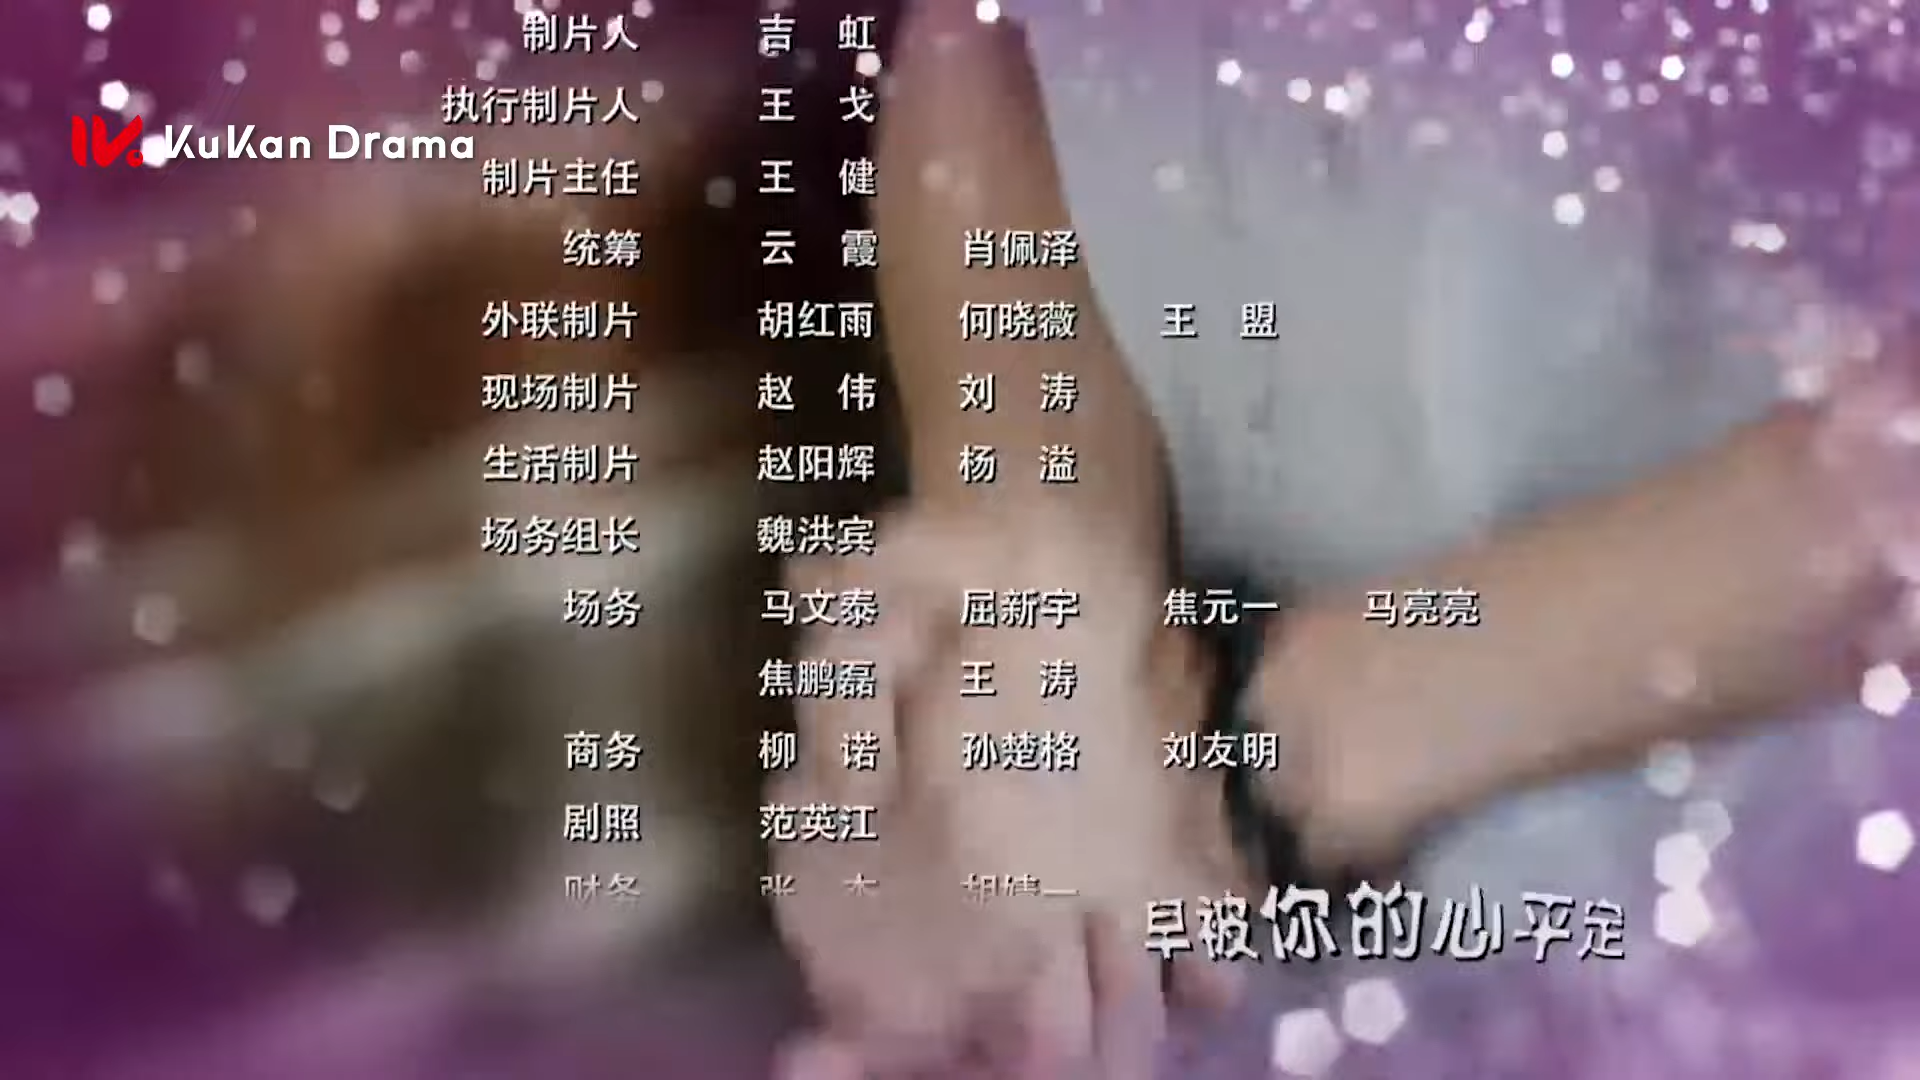 制片人 吉虹
执行制片人 王戈
KuKan Drama
制片主任 王健
统筹 云霞 肖佩泽
外联制片 胡红雨 何晓薇 王盟
现场制片 赵伟 刘涛
生活制片 赵阳辉 杨溢
场务组长 魏洪宾
场务 马文泰 屈新宇 焦元一 马亮亮
焦鹏磊 王涛
商务 柳诺 孙楚格 刘友明
剧照 范英江
财务
早被你的心平定